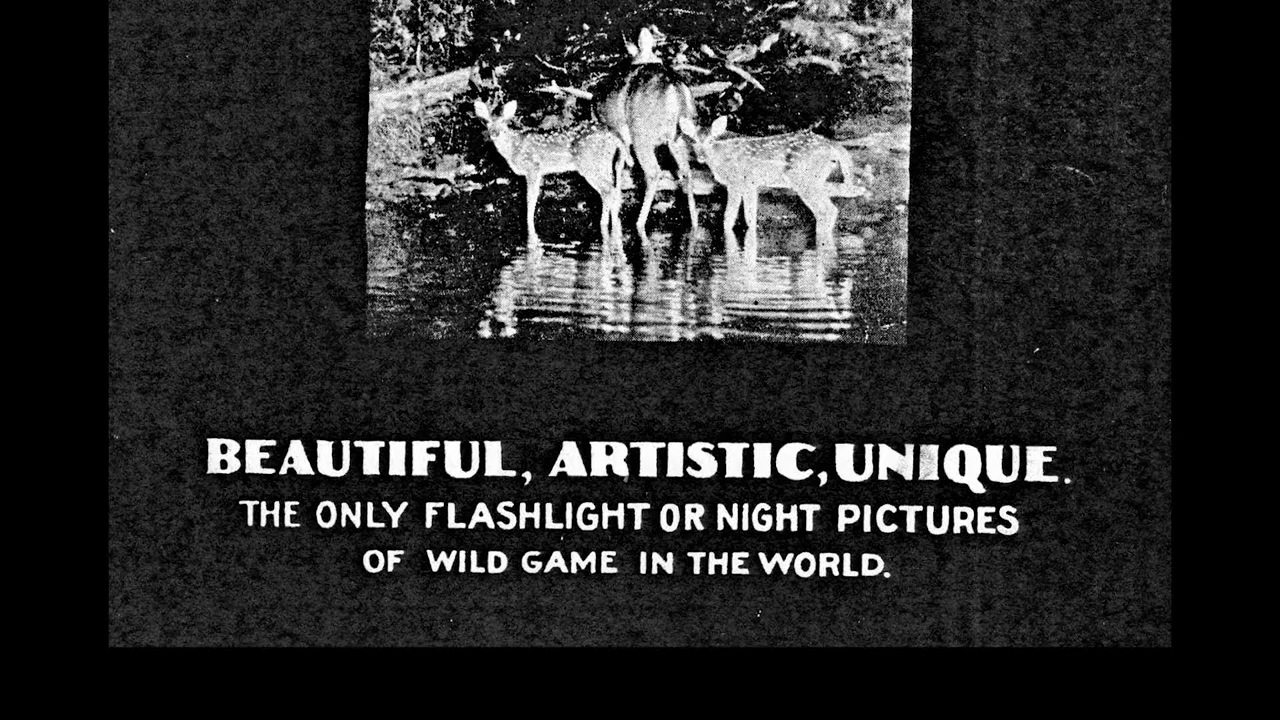 BEAUTIFUL, ARTISTIC, UNIQUE.
THE ONLY FLASHLIGHT OR NIGHT PICTURES
OF WILD GAME IN THE WORLD.